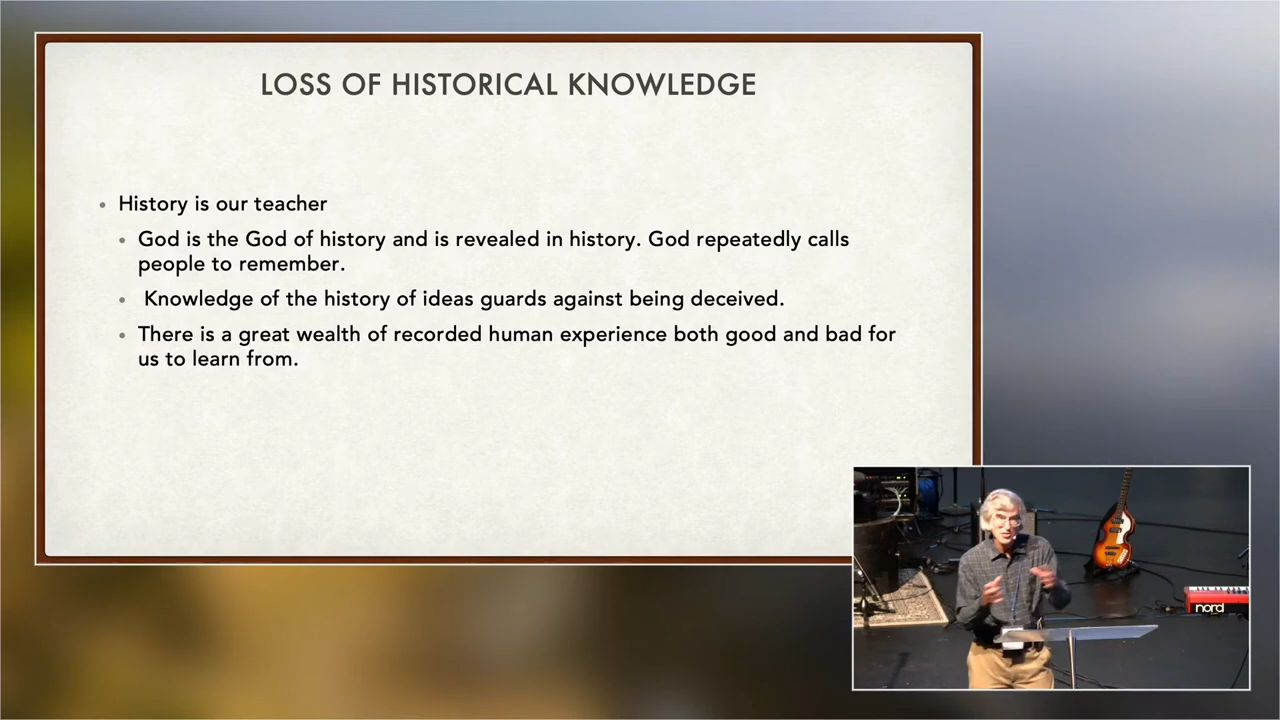 LOSS OF HISTORICAL KNOWLEDGE
• History is our teacher
• God is the God of history and is revealed in history. God repeatedly calls
people to remember.
• Knowledge of the history of ideas guards against being deceived.
• There is a great wealth of recorded human experience both good and bad for
us to learn from.
nord